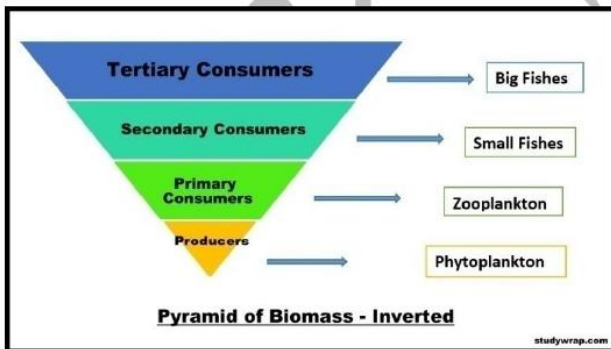 Tertiary Consumers
Big Fishes
Secondary Consumers
Small Fishes
Primary
Consumers
Zooplankton
Producers
Phytoplankton
Pyramid of Biomass - Inverted
studywrap.com